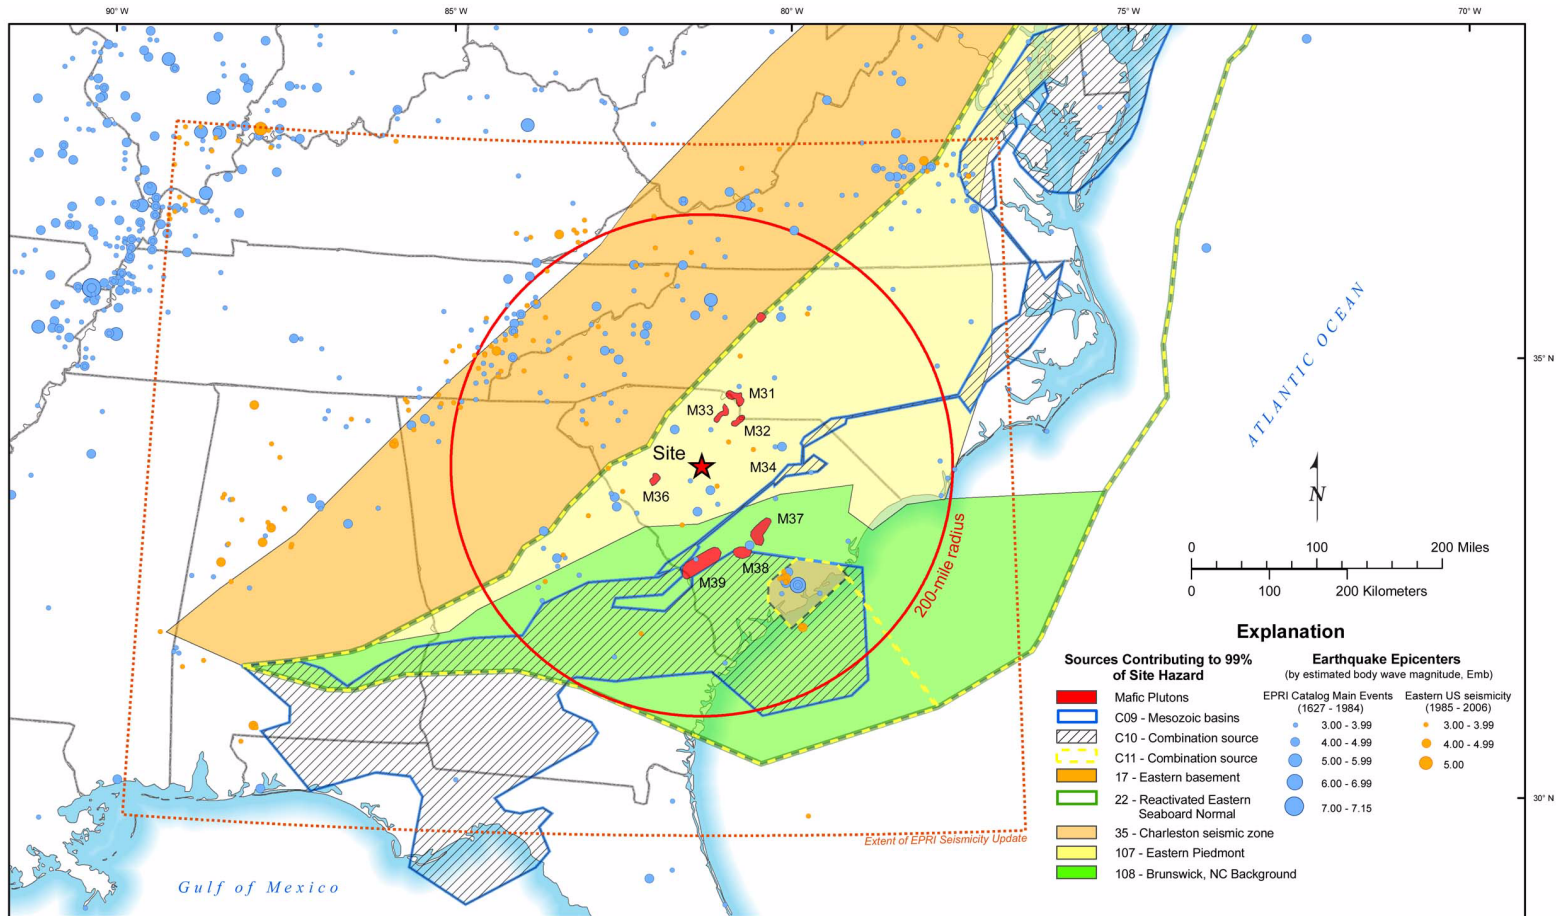 90° W
85° W
80° W
75° W
70° W
35° N
30° N
ATLANTIC OCEAN
M31
M33
M32
Site
M34
M36
M37
M38
M39
200-mile radius
N
0 100 200 Miles
0 100 200 Kilometers
Extent of EPRI Seismicity Update
Gulf of Mexico
Explanation
Sources Contributing to 99%
of Site Hazard
Mafic Plutons
C09 - Mesozoic basins
C10 - Combination source
C11 - Combination source
17 - Eastern basement
22 - Reactivated Eastern
Seaboard Normal
35 - Charleston seismic zone
107 - Eastern Piedmont
108 - Brunswick, NC Background
Earthquake Epicenters
(by estimated body wave magnitude, Emb)
EPRI Catalog Main Events
(1627 - 1984)
3.00 - 3.99
4.00 - 4.99
5.00 - 5.99
6.00 - 6.99
7.00 - 7.15
Eastern US seismicity
(1985 - 2006)
3.00 - 3.99
4.00 - 4.99
5.00